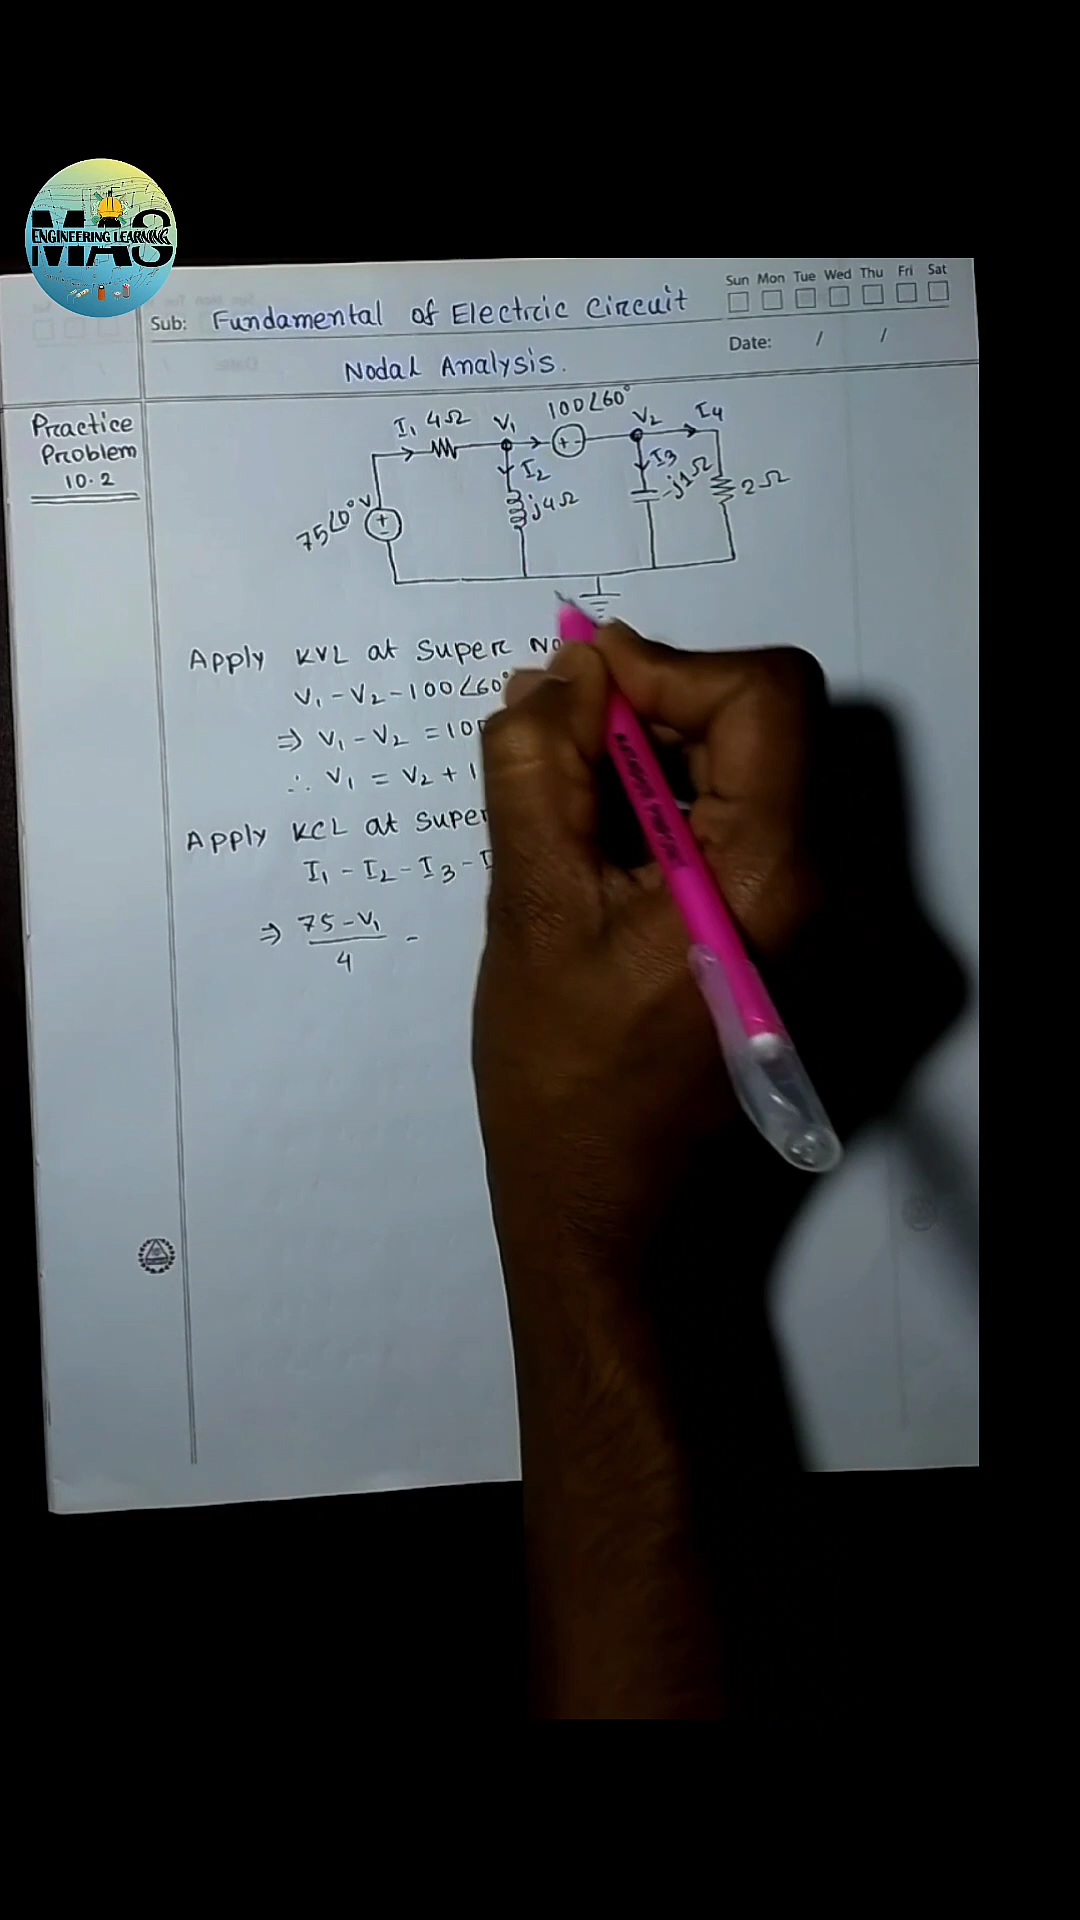 MAS
ENGINEERING LEARNING
Sun Mon Tue Wed Thu Fri Sat
Sub: Fundamental of Electric Circuit
Date: / /
Nodal Analysis.
Practice
Problem
10.2
I₁ 4Ω V₁ 100∠60° V₂ I₄
I₂ I₃
75∠0° V j4Ω -j1Ω 2Ω
Apply KVL at Super
V₁ - V₂ - 100∠60°
⇒ V₁ - V₂ = 10
∴ V₁ = V₂ + 1
Apply KCL at Super
I₁ - I₂ - I₃ -
⇒ 75 - V₁ -
4